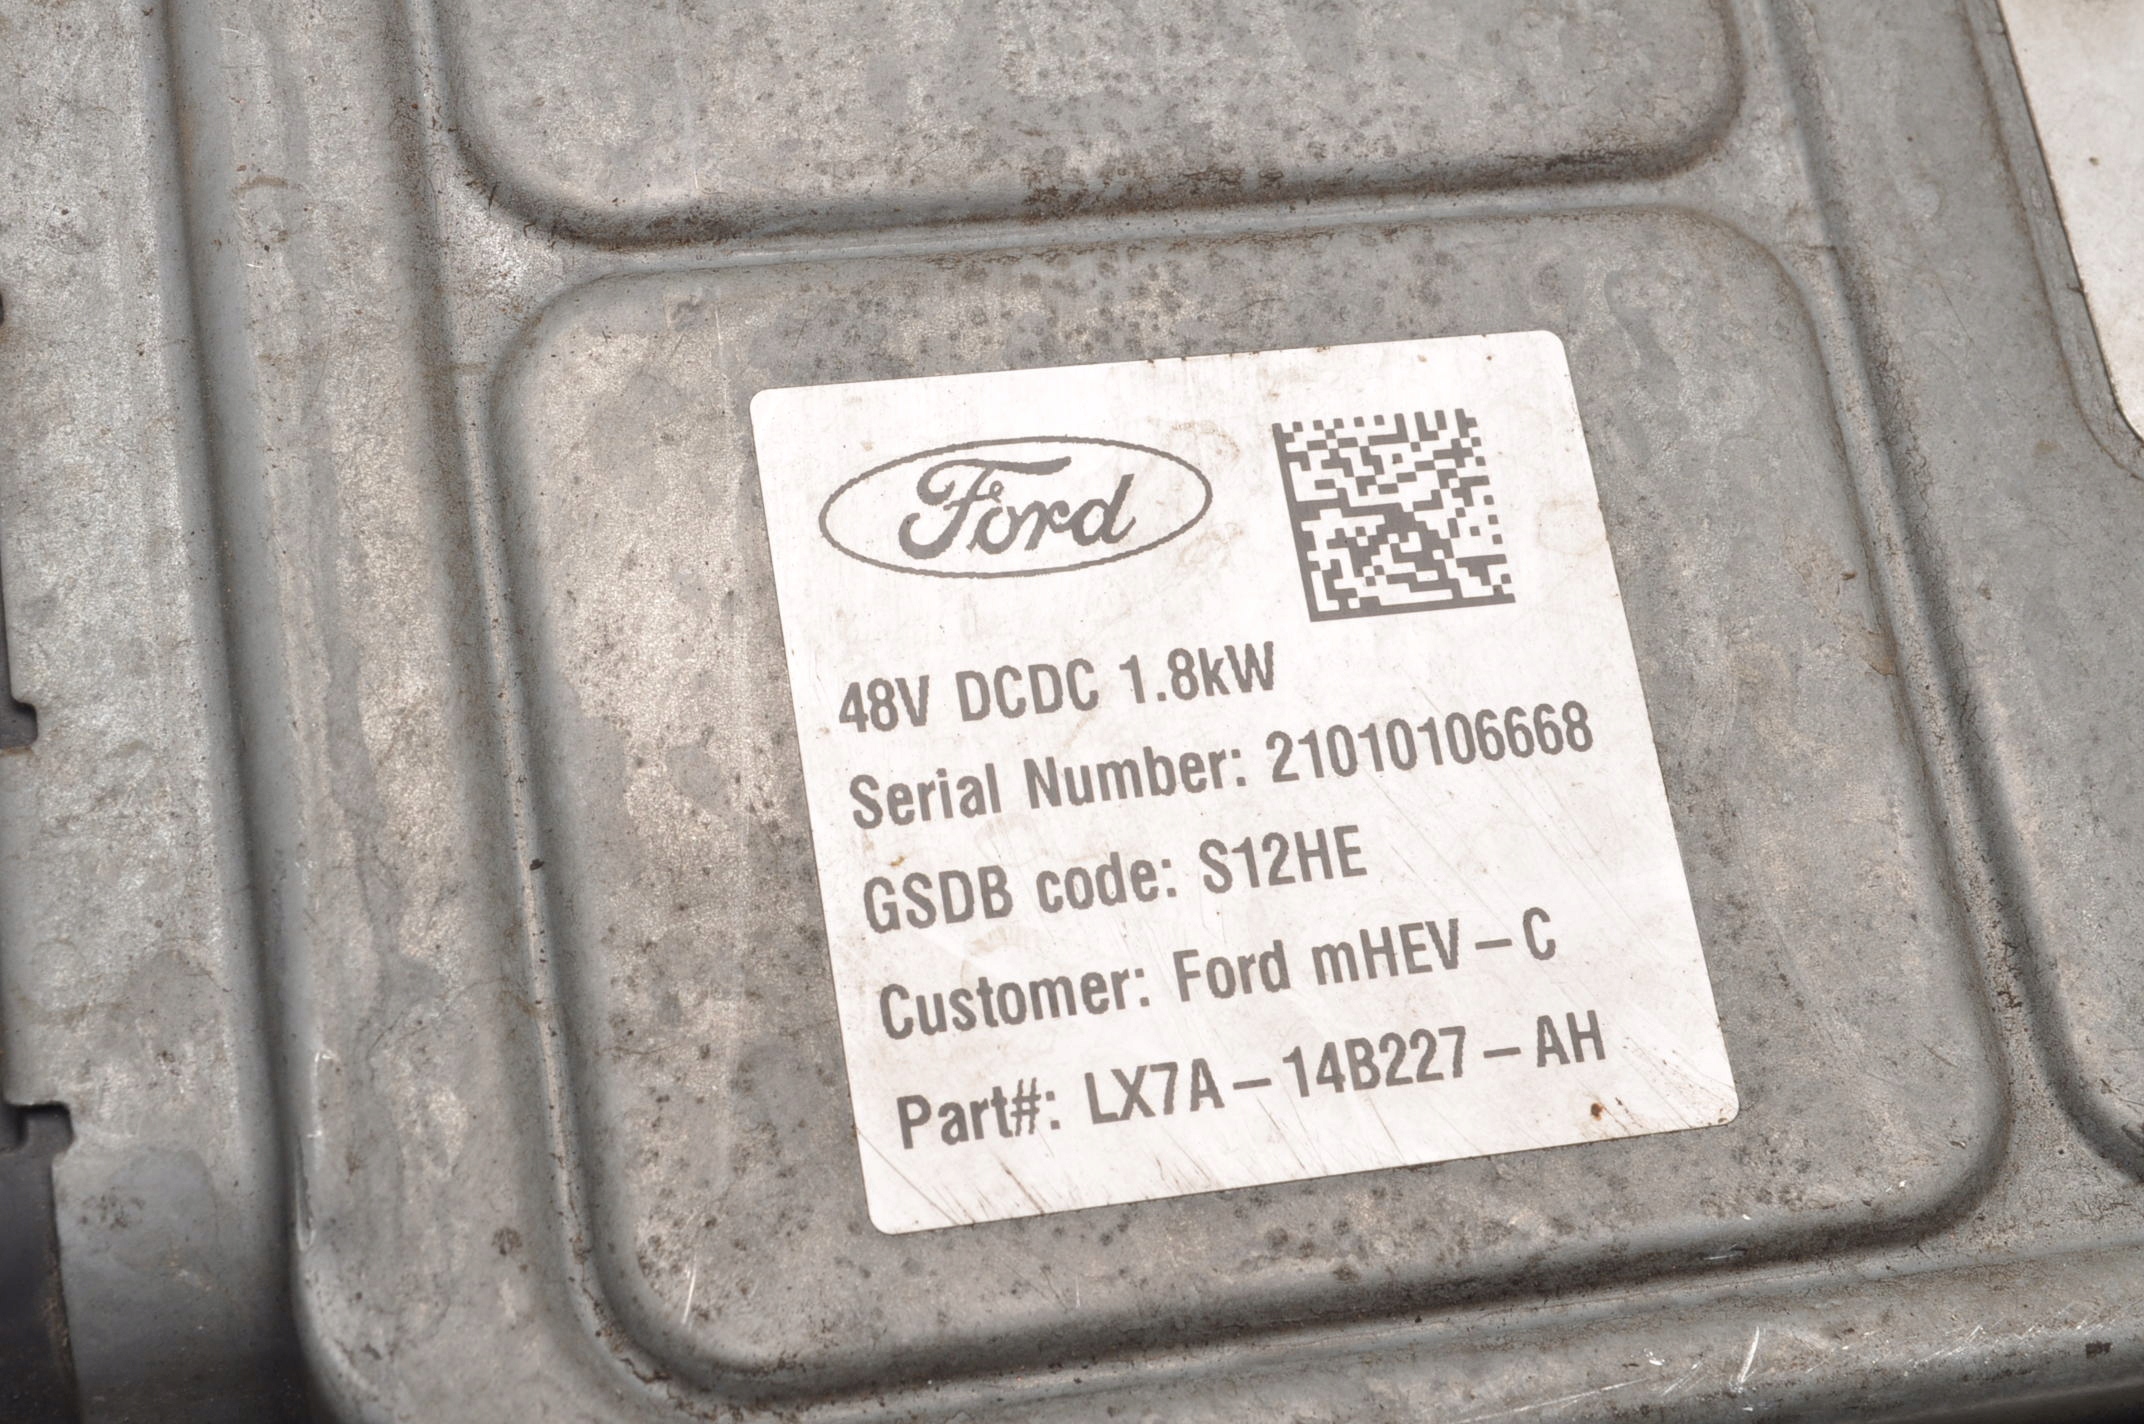 Ford
48V DCDC 1.8kW
Serial Number: 21010106668
GSDB code: S12HE
Customer: Ford mHEV-C
Part#: LX7A-14B227-AH